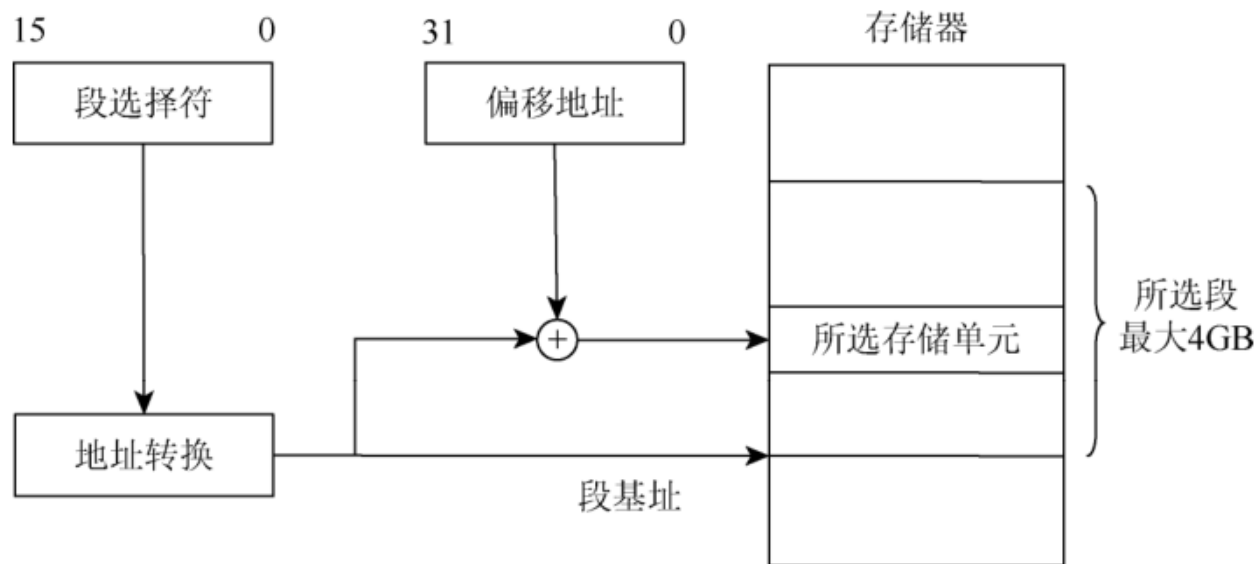 15 0 31 0 存储器
段选择符 偏移地址
所选段
最大4GB
+ 所选存储单元
地址转换
段基址